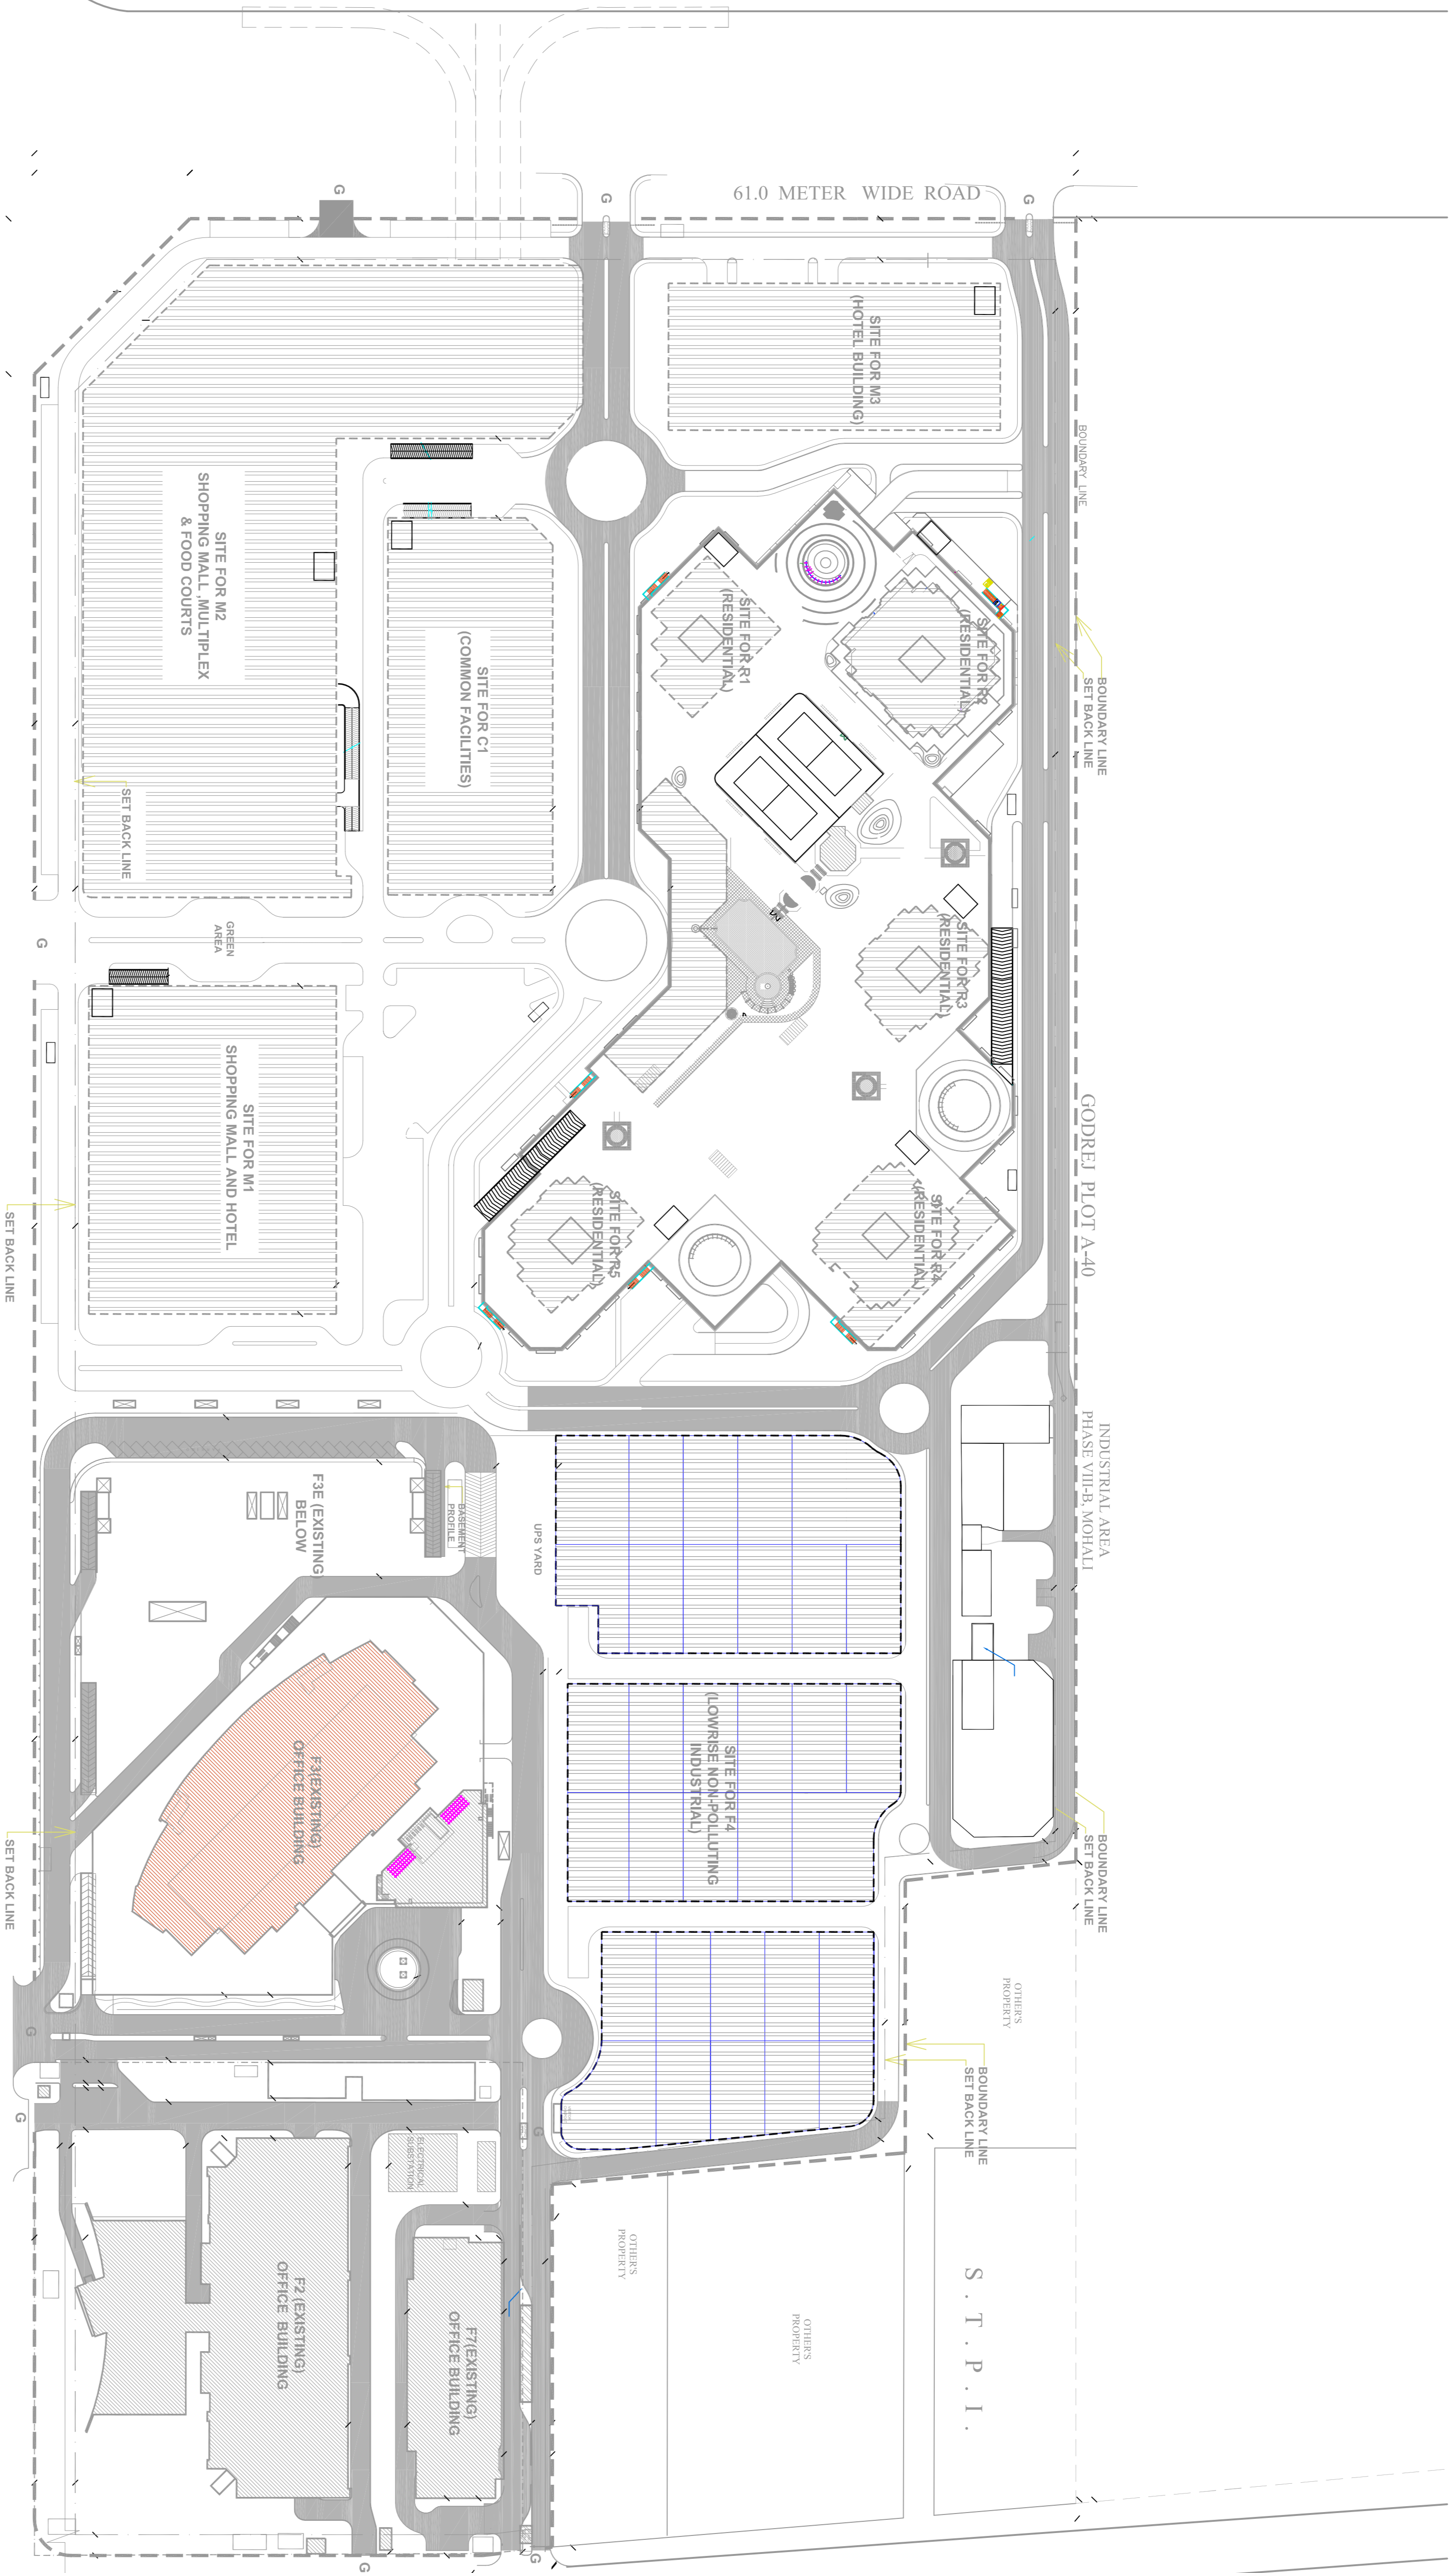 61.0 METER WIDE ROAD
G
G
G
SITE FOR M3
(HOTEL BUILDING)
BOUNDARY LINE
SITE FOR M2
SHOPPING MALL ,MULTIPLEX
& FOOD COURTS
SITE FOR C1
(COMMON FACILITIES)
SITE FOR R1
(RESIDENTIAL)
SITE FOR R2
(RESIDENTIAL)
BOUNDARY LINE
SET BACK LINE
SET BACK LINE
GREEN
AREA
G
SITE FOR R3
(RESIDENTIAL)
SITE FOR M1
SHOPPING MALL AND HOTEL
SET BACK LINE
SITE FOR R5
(RESIDENTIAL)
SITE FOR R4
(RESIDENTIAL)
GODREJ PLOT A-40
INDUSTRIAL AREA
PHASE VIII-B, MOHALI
F3E (EXISTING)
BELOW
BASEMENT
PROFILE
UPS YARD
SITE FOR F4
(LOWRISE NON-POLLUTING
INDUSTRIAL)
F3(EXISTING)
OFFICE BUILDING
SET BACK LINE
BOUNDARY LINE
SET BACK LINE
OTHER'S
PROPERTY
BOUNDARY LINE
SET BACK LINE
G
G
G
ELECTRICAL
SUBSTATION
OTHER'S
PROPERTY
OTHER'S
PROPERTY
S . T . P . I .
F2 (EXISTING)
OFFICE BUILDING
F7(EXISTING)
OFFICE BUILDING
G
G